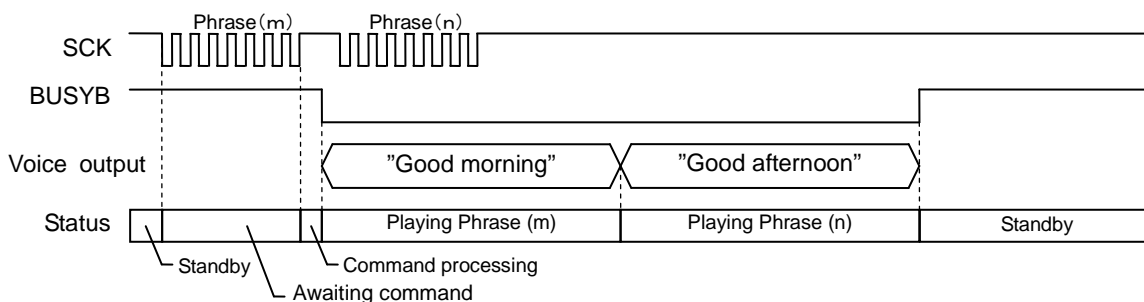 Phrase(m) Phrase(n)
SCK
BUSYB
Voice output "Good morning" "Good afternoon"
Status Playing Phrase (m) Playing Phrase (n) Standby
Standby Command processing
Awaiting command